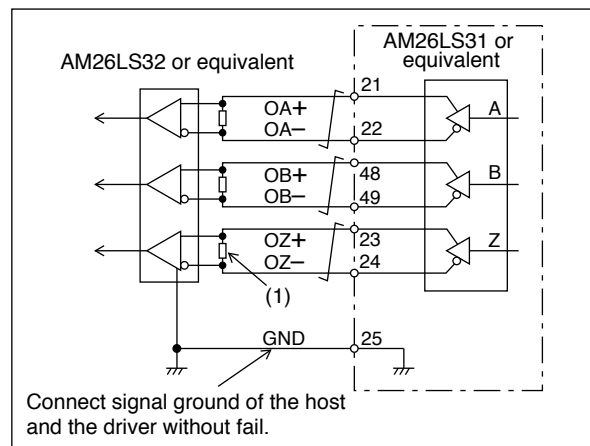 AM26LS31 or
equivalent
AM26LS32 or equivalent
21
OA+
A
OA−
22
OB+
48
B
OB−
49
OZ+
23
Z
OZ−
24
(1)
GND
25
Connect signal ground of the host
and the driver without fail.